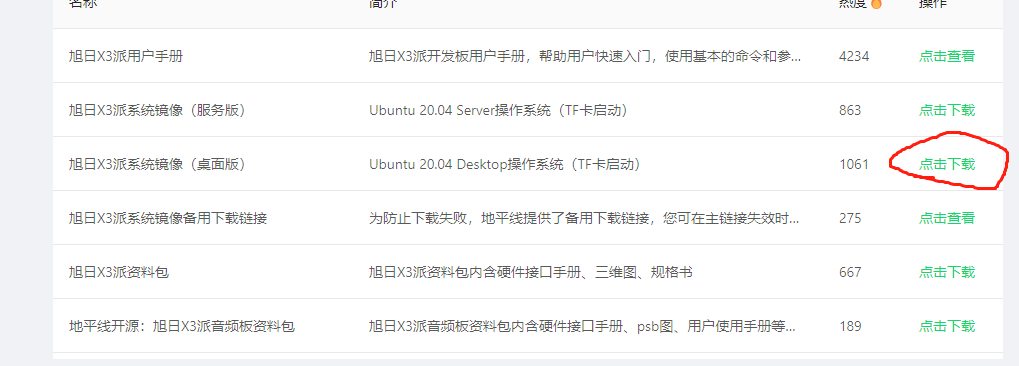 名称 简介 热度 操作
旭日X3派用户手册 旭日X3派开发板用户手册，帮助用户快速入门，使用基本的命令和参... 4234 点击查看
旭日X3派系统镜像（服务版） Ubuntu 20.04 Server操作系统（TF卡启动） 863 点击下载
旭日X3派系统镜像（桌面版） Ubuntu 20.04 Desktop操作系统（TF卡启动） 1061 点击下载
旭日X3派系统镜像备用下载链接 为防止下载失败，地平线提供了备用下载链接，您可在主链接失效时... 275 点击查看
旭日X3派资料包 旭日X3派资料包内含硬件接口手册、三维图、规格书 667 点击下载
地平线开源：旭日X3派音频板资料包 旭日X3派音频板资料包内含硬件接口手册、psb图、用户使用手册等... 189 点击下载